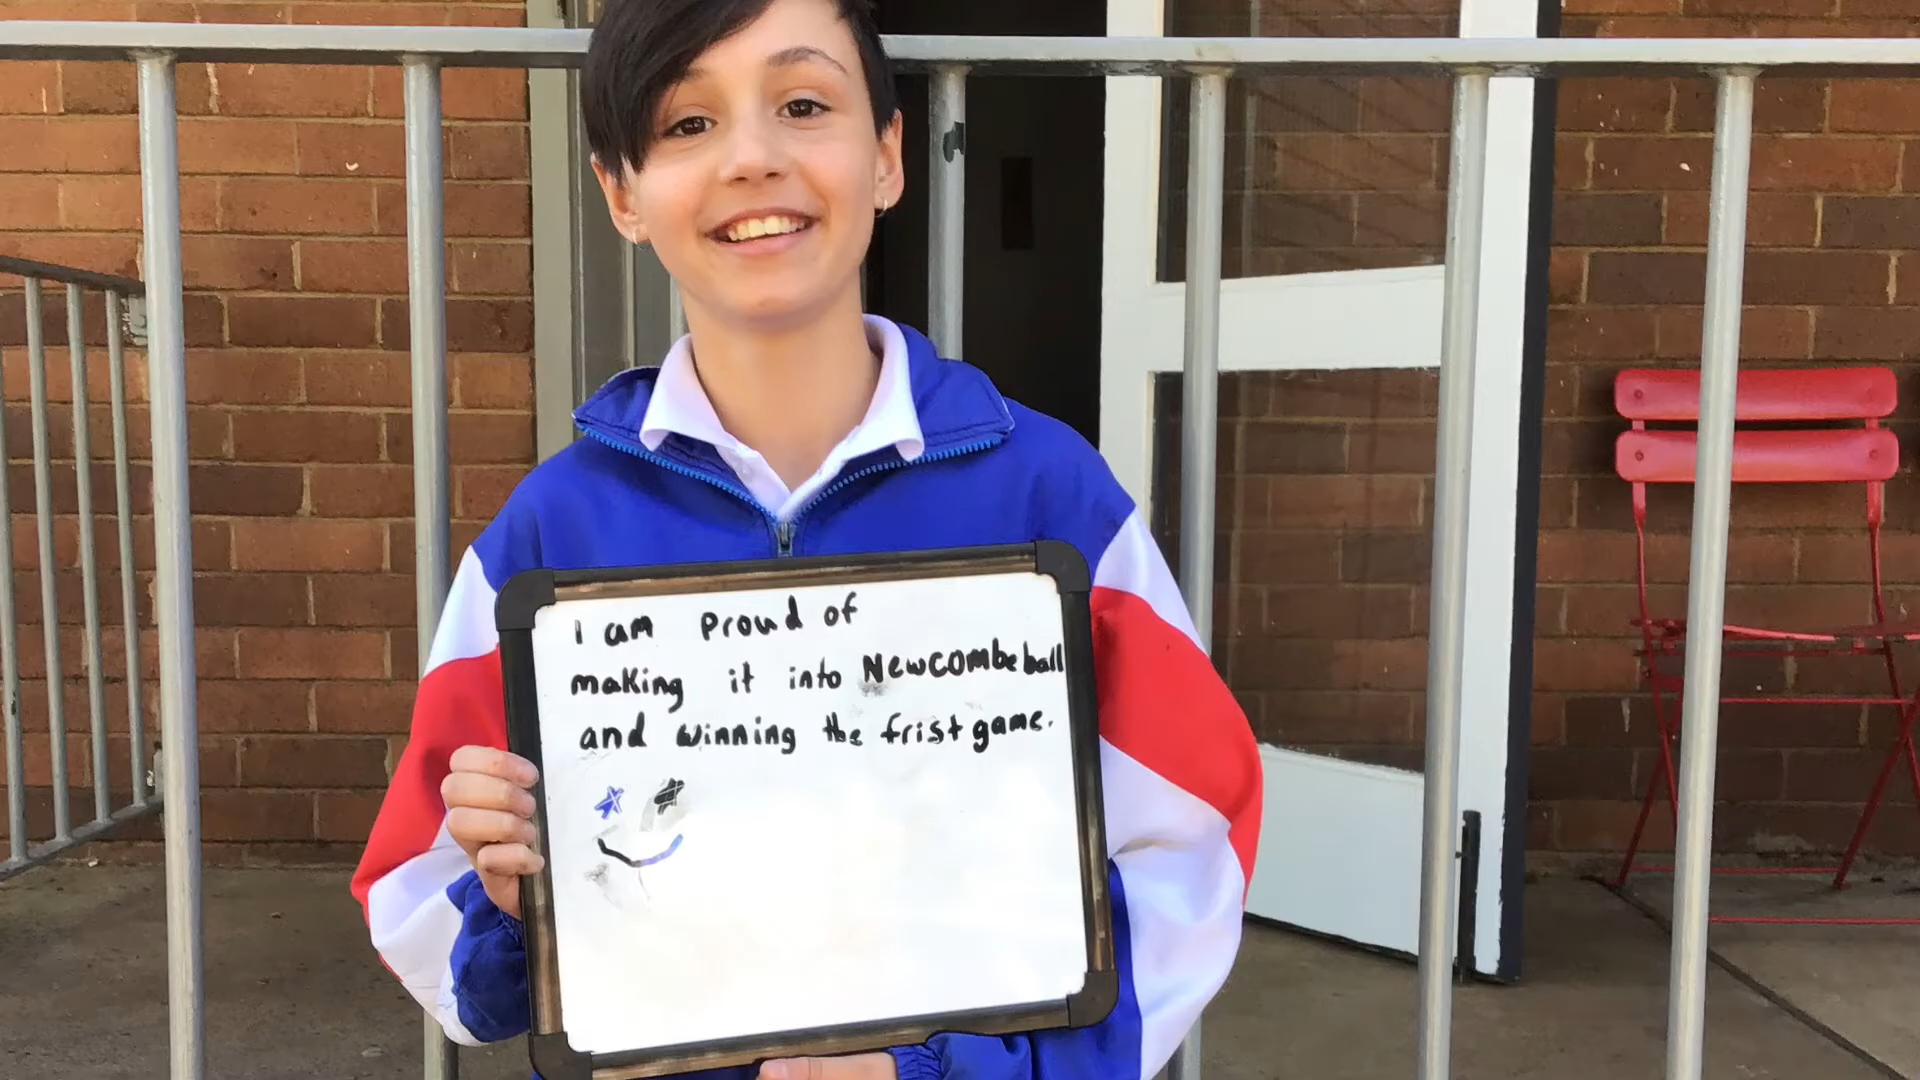 I am proud of
making it into Newcombe ball
and winning the frist game.